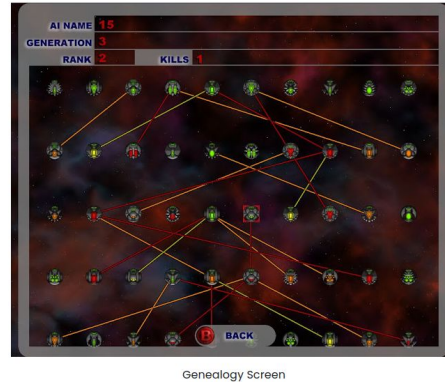 AI NAME 15
GENERATION 3
RANK 2 KILLS 1
B BACK
Genealogy Screen